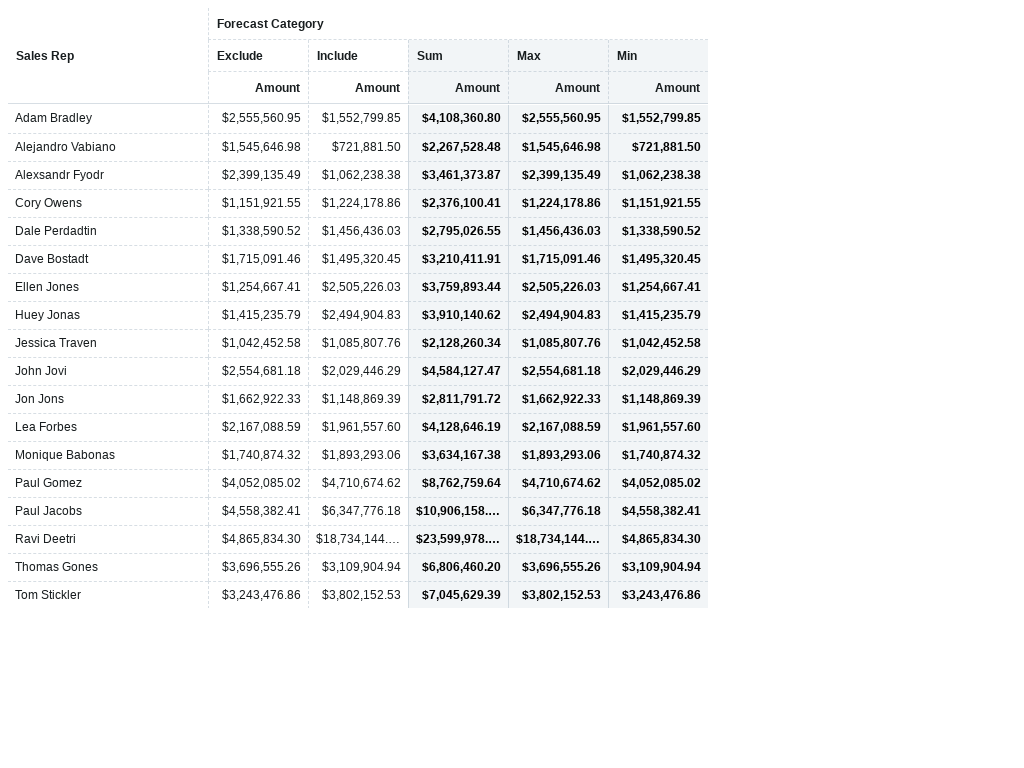 Forecast Category
Sales Rep Exclude Include Sum Max Min
Amount Amount Amount Amount Amount
Adam Bradley $2,555,560.95 $1,552,799.85 $4,108,360.80 $2,555,560.95 $1,552,799.85
Alejandro Vabiano $1,545,646.98 $721,881.50 $2,267,528.48 $1,545,646.98 $721,881.50
Alexsandr Fyodr $2,399,135.49 $1,062,238.38 $3,461,373.87 $2,399,135.49 $1,062,238.38
Cory Owens $1,151,921.55 $1,224,178.86 $2,376,100.41 $1,224,178.86 $1,151,921.55
Dale Perdadtin $1,338,590.52 $1,456,436.03 $2,795,026.55 $1,456,436.03 $1,338,590.52
Dave Bostadt $1,715,091.46 $1,495,320.45 $3,210,411.91 $1,715,091.46 $1,495,320.45
Ellen Jones $1,254,667.41 $2,505,226.03 $3,759,893.44 $2,505,226.03 $1,254,667.41
Huey Jonas $1,415,235.79 $2,494,904.83 $3,910,140.62 $2,494,904.83 $1,415,235.79
Jessica Traven $1,042,452.58 $1,085,807.76 $2,128,260.34 $1,085,807.76 $1,042,452.58
John Jovi $2,554,681.18 $2,029,446.29 $4,584,127.47 $2,554,681.18 $2,029,446.29
Jon Jons $1,662,922.33 $1,148,869.39 $2,811,791.72 $1,662,922.33 $1,148,869.39
Lea Forbes $2,167,088.59 $1,961,557.60 $4,128,646.19 $2,167,088.59 $1,961,557.60
Monique Babonas $1,740,874.32 $1,893,293.06 $3,634,167.38 $1,893,293.06 $1,740,874.32
Paul Gomez $4,052,085.02 $4,710,674.62 $8,762,759.64 $4,710,674.62 $4,052,085.02
Paul Jacobs $4,558,382.41 $6,347,776.18 $10,906,158.... $6,347,776.18 $4,558,382.41
Ravi Deetri $4,865,834.30 $18,734,144.... $23,599,978.... $18,734,144.... $4,865,834.30
Thomas Gones $3,696,555.26 $3,109,904.94 $6,806,460.20 $3,696,555.26 $3,109,904.94
Tom Stickler $3,243,476.86 $3,802,152.53 $7,045,629.39 $3,802,152.53 $3,243,476.86